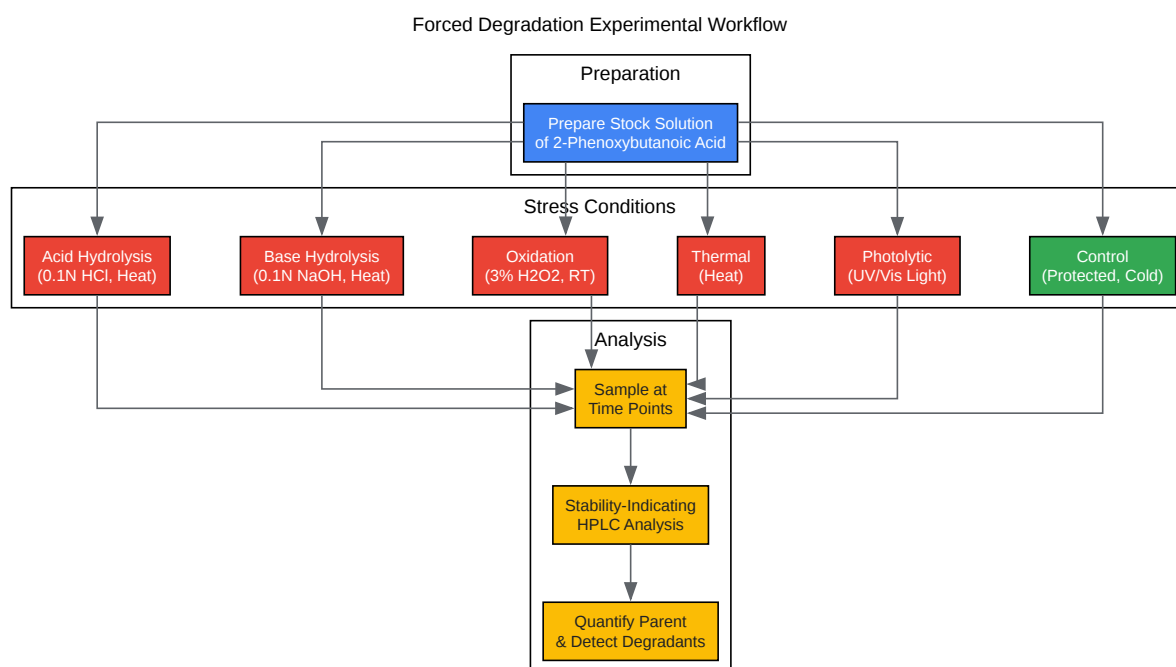 Forced Degradation Experimental Workflow
Preparation
Prepare Stock Solution
of 2-Phenoxybutanoic Acid
Stress Conditions
Acid Hydrolysis
(0.1N HCl, Heat)
Base Hydrolysis
(0.1N NaOH, Heat)
Oxidation
(3% H2O2, RT)
Thermal
(Heat)
Photolytic
(UV/Vis Light)
Control
(Protected, Cold)
Analysis
Sample at
Time Points
Stability-Indicating
HPLC Analysis
Quantify Parent
& Detect Degradants